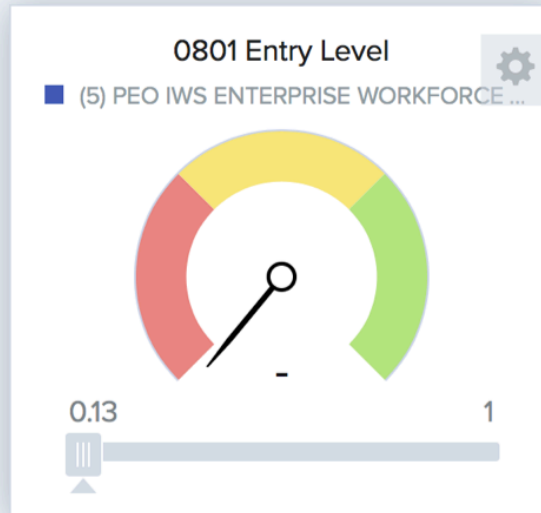 0801 Entry Level
(5) PEO IWS ENTERPRISE WORKFORCE ...
-
0.13 1